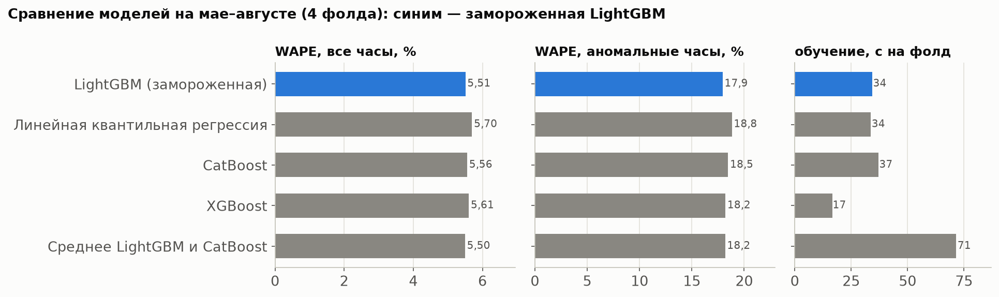 Сравнение моделей на мае–августе (4 фолда): синим — замороженная LightGBM
WAPE, все часы, %
WAPE, аномальные часы, %
обучение, с на фолд
LightGBM (замороженная)
5,51
17,9
34
Линейная квантильная регрессия
5,70
18,8
34
CatBoost
5,56
18,5
37
XGBoost
5,61
18,2
17
Среднее LightGBM и CatBoost
5,50
18,2
71
0 2 4 6
0 5 10 15 20
0 25 50 75